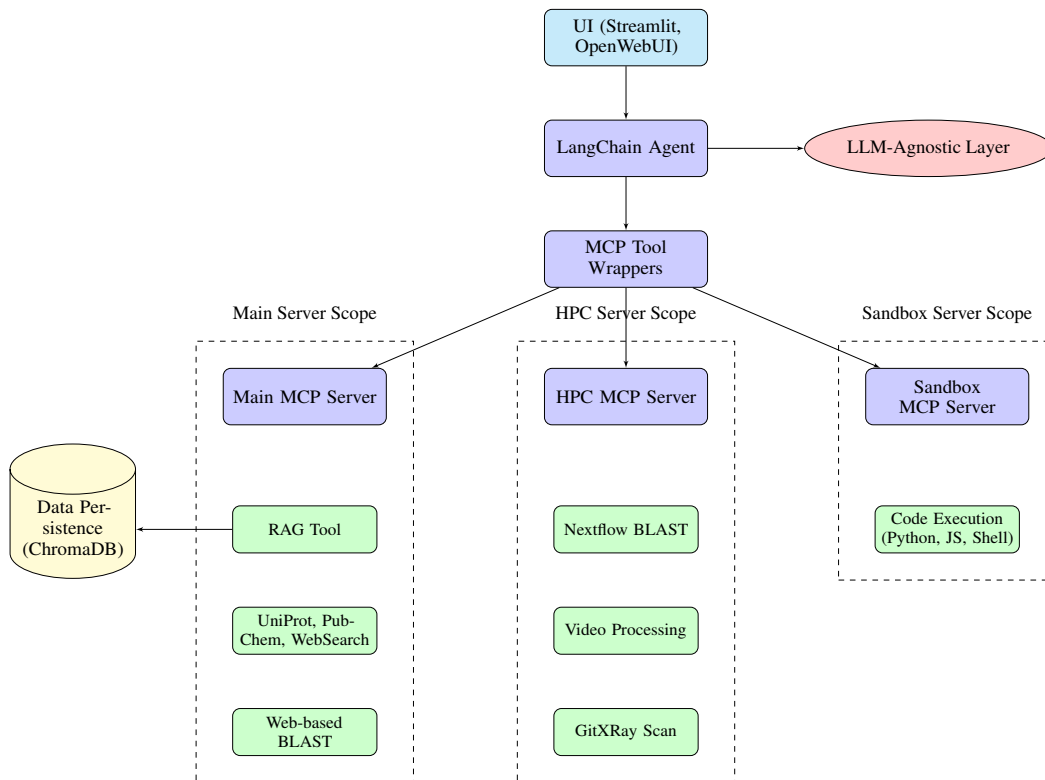 UI (Streamlit,
OpenWebUI)
LangChain Agent
LLM-Agnostic Layer
MCP Tool
Wrappers
Main Server Scope
HPC Server Scope
Sandbox Server Scope
Main MCP Server
HPC MCP Server
Sandbox
MCP Server
Data Per-
sistence
(ChromaDB)
RAG Tool
Nextflow BLAST
Code Execution
(Python, JS, Shell)
UniProt, Pub-
Chem, WebSearch
Video Processing
Web-based
BLAST
GitXRay Scan